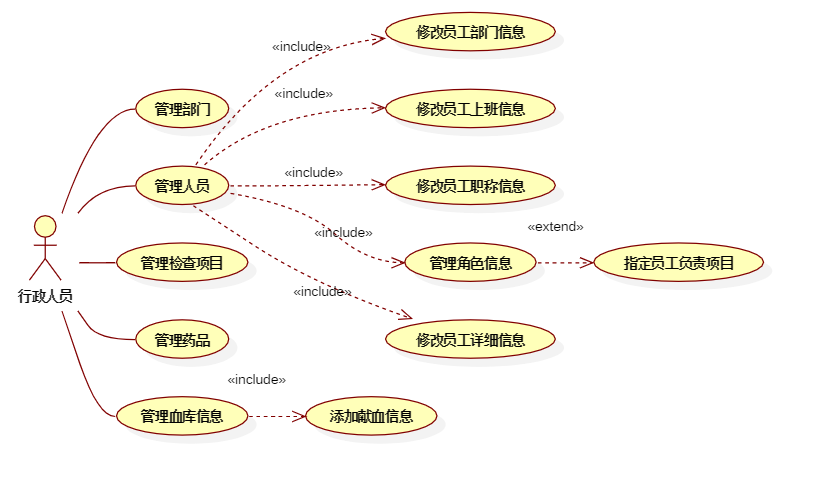 修改员工部门信息
«include»
«include»
管理部门
修改员工上班信息
«include»
管理人员
修改员工职称信息
«include»
«extend»
管理检查项目
管理角色信息
指定员工负责项目
行政人员
«include»
管理药品
修改员工详细信息
«include»
管理血库信息
添加献血信息